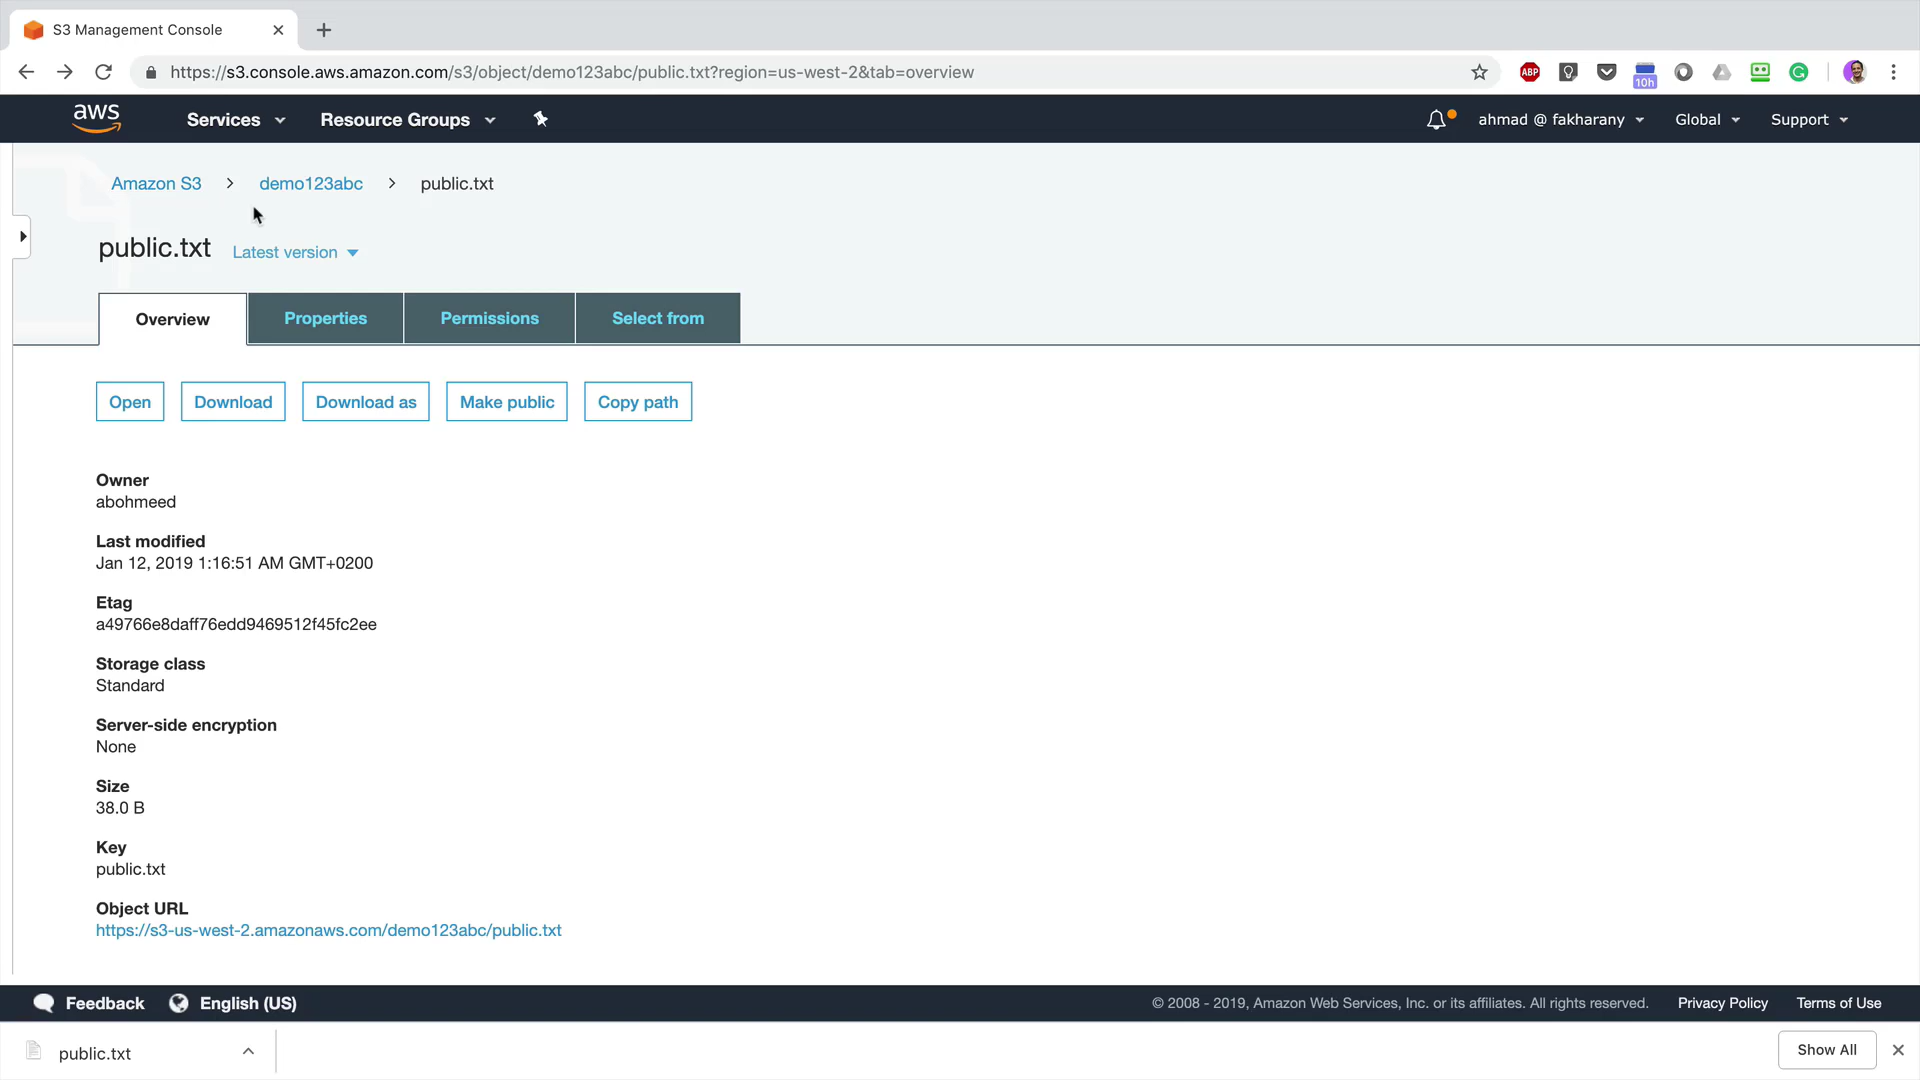 S3 Management Console
https://s3.console.aws.amazon.com/s3/object/demo123abc/public.txt?region=us-west-2&tab=overview
ABP
10h
aws
Services
Resource Groups
ahmad @ fakharany
Global
Support
Amazon S3 > demo123abc > public.txt
public.txt
Latest version
Overview
Properties
Permissions
Select from
Open
Download
Download as
Make public
Copy path
Owner
abohmeed
Last modified
Jan 12, 2019 1:16:51 AM GMT+0200
Etag
a49766e8daff76edd9469512f45fc2ee
Storage class
Standard
Server-side encryption
None
Size
38.0 B
Key
public.txt
Object URL
https://s3-us-west-2.amazonaws.com/demo123abc/public.txt
Feedback
English (US)
© 2008 - 2019, Amazon Web Services, Inc. or its affiliates. All rights reserved.
Privacy Policy
Terms of Use
public.txt
Show All